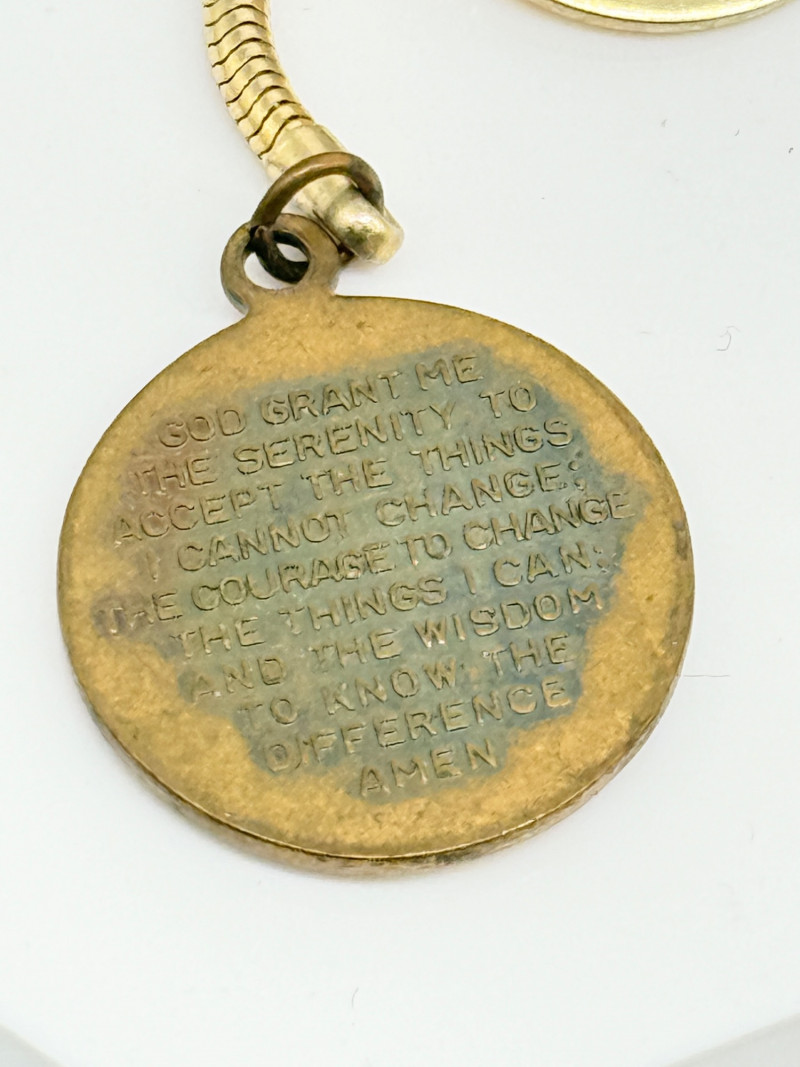 GOD GRANT ME
THE SERENITY TO
ACCEPT THE THINGS
I CANNOT CHANGE;
THE COURAGE TO CHANGE
THE THINGS I CAN:
AND THE WISDOM
TO KNOW THE
DIFFERENCE
AMEN